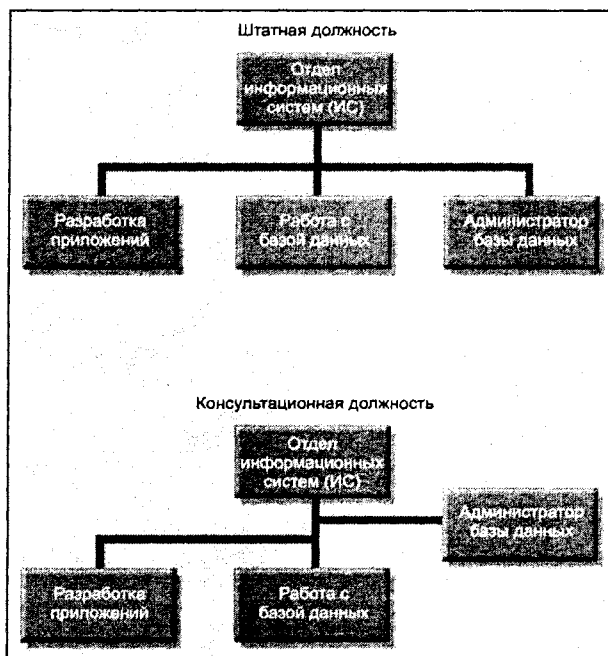 Штатная должность
Отдел
информационных
систем (ИС)
Разработка
приложений
Работа с
базой данных
Администратор
базы данных
Консультационная должность
Отдел
информационных
систем (ИС)
Администратор
базы данных
Разработка
приложений
Работа с
базой данных